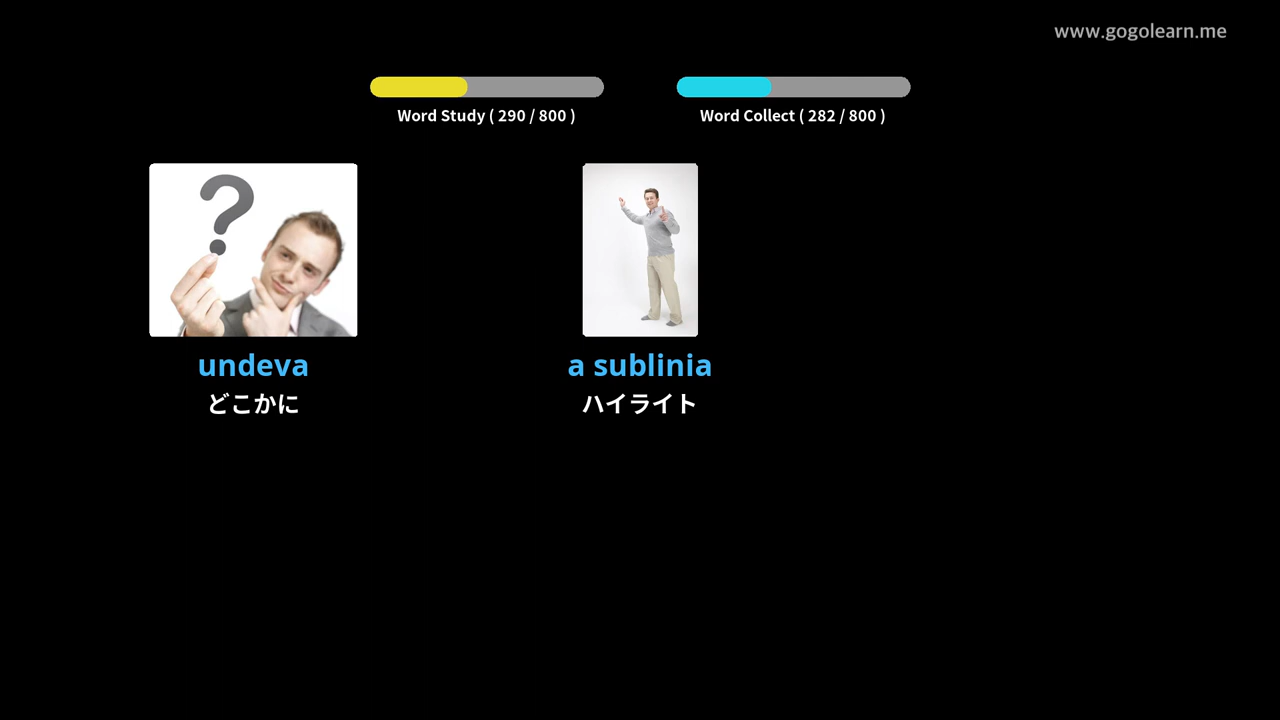 www.gogolearn.me
Word Study ( 290 / 800 )
Word Collect ( 282 / 800 )
undeva
どこかに
a sublinia
ハイライト